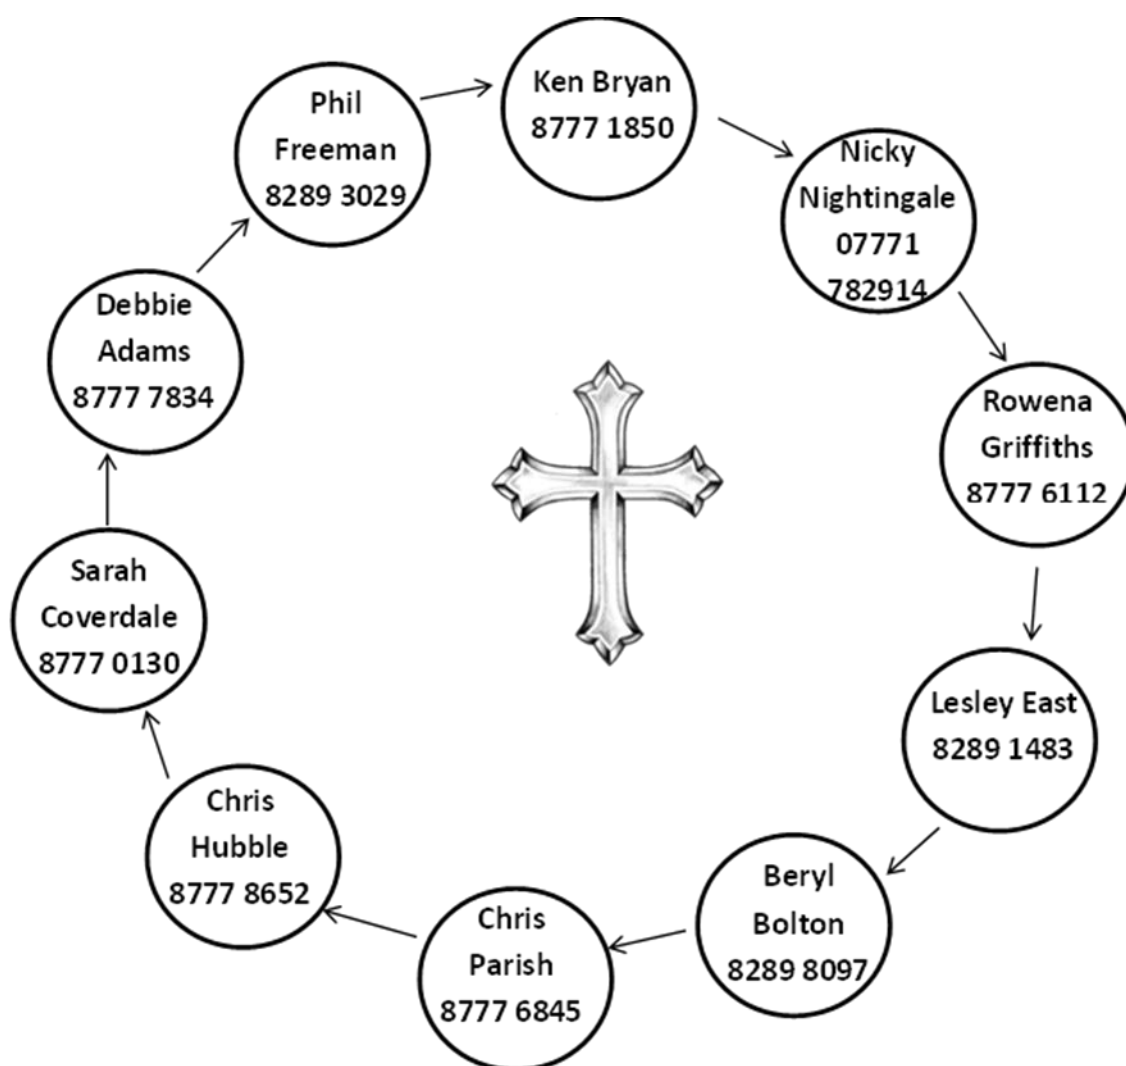 Ken Bryan
8777 1850
Nicky
Nightingale
07771
782914
Rowena
Griffiths
8777 6112
Lesley East
8289 1483
Beryl
Bolton
8289 8097
Chris
Parish
8777 6845
Chris
Hubble
8777 8652
Sarah
Coverdale
8777 0130
Debbie
Adams
8777 7834
Phil
Freeman
8289 3029